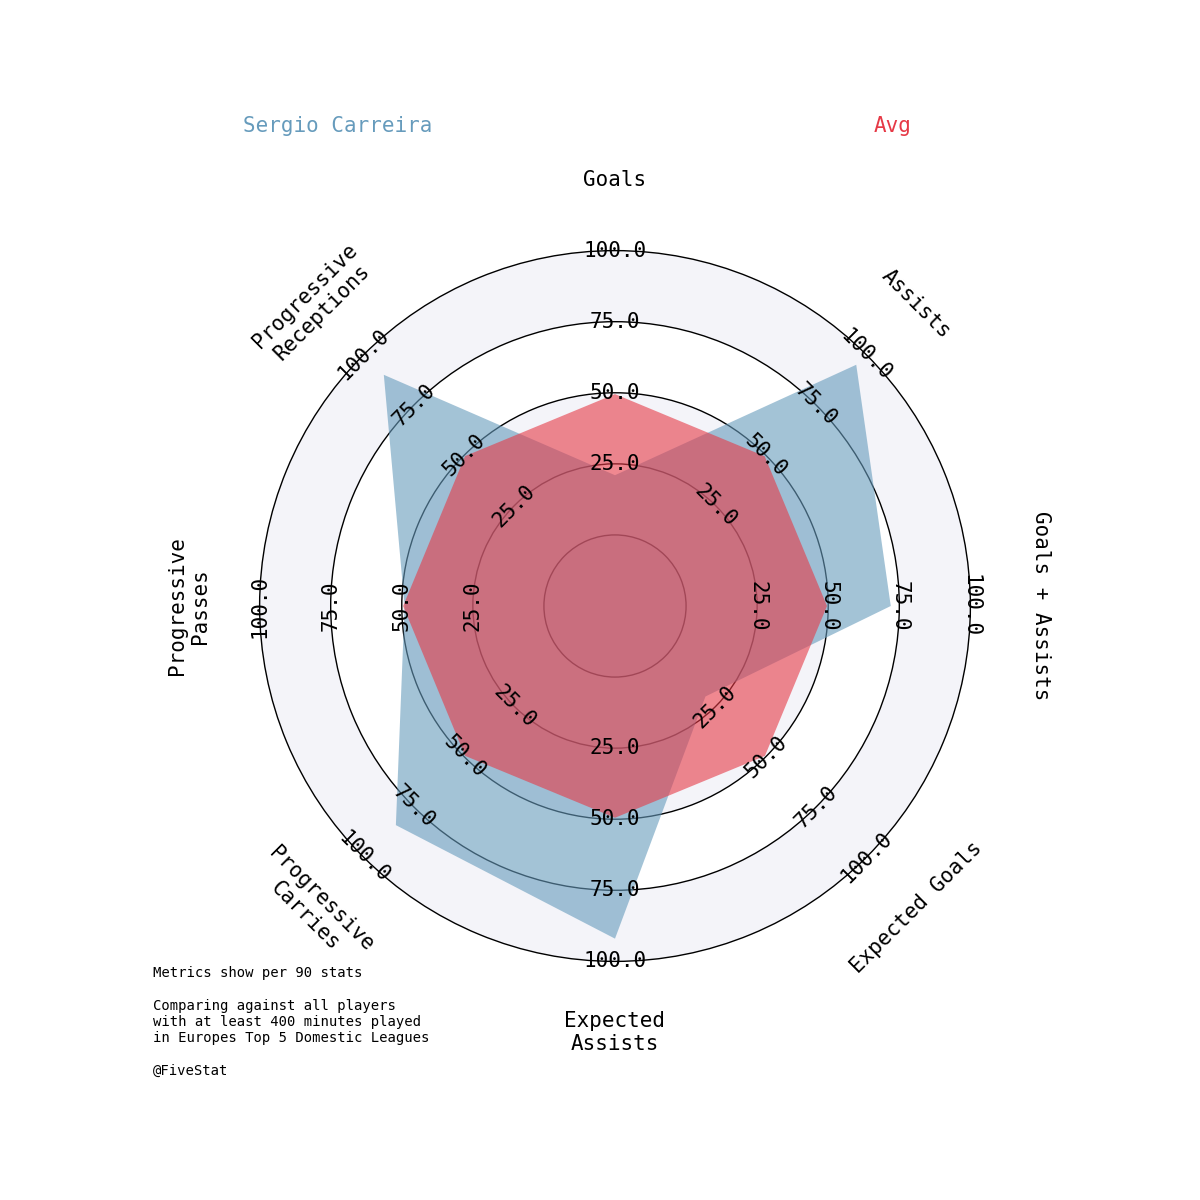 Sergio Carreira
Avg
Goals
Assists
Goals + Assists
Expected Goals
Expected
Assists
Progressive
Carries
Progressive
Passes
Progressive
Receptions
25.0
50.0
75.0
100.0
25.0
50.0
75.0
100.0
25.0
50.0
75.0
100.0
25.0
50.0
75.0
100.0
25.0
50.0
75.0
100.0
25.0
50.0
75.0
100.0
25.0
50.0
75.0
100.0
25.0
50.0
75.0
100.0
Metrics show per 90 stats
Comparing against all players
with at least 400 minutes played
in Europes Top 5 Domestic Leagues
@FiveStat